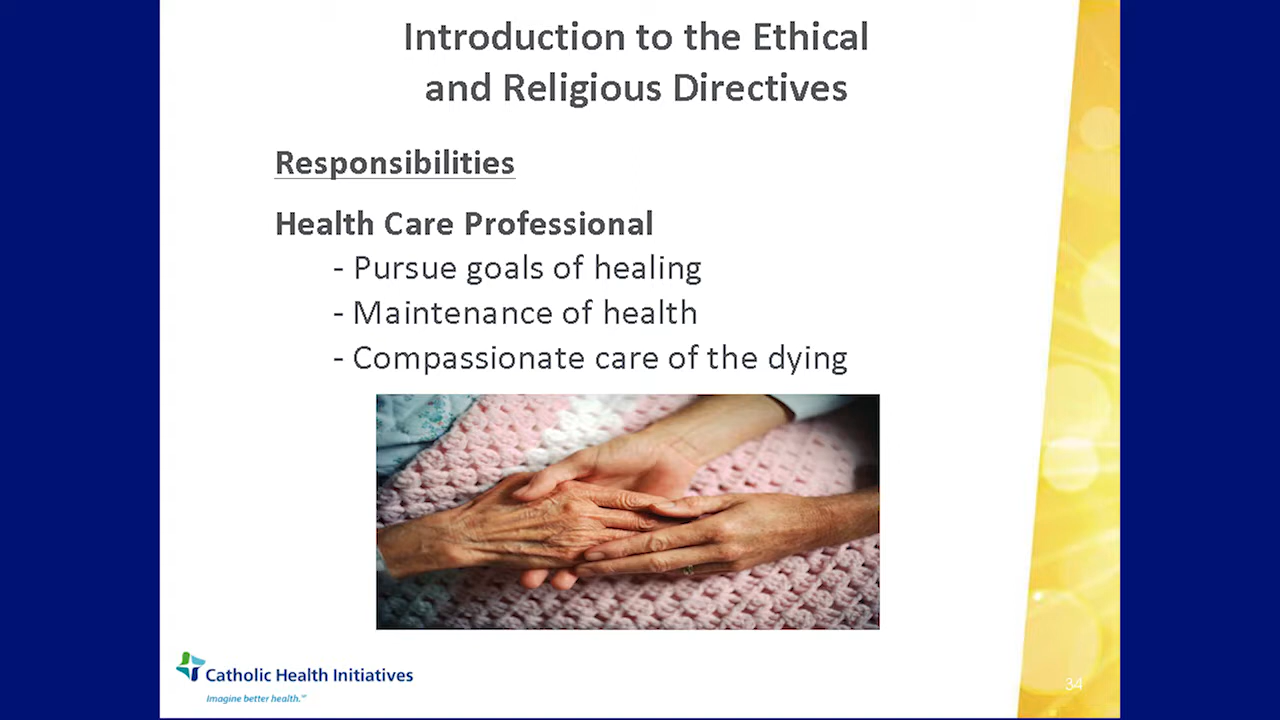 Introduction to the Ethical
and Religious Directives
Responsibilities
Health Care Professional
- Pursue goals of healing
- Maintenance of health
- Compassionate care of the dying
Catholic Health Initiatives
Imagine better health.℠
34